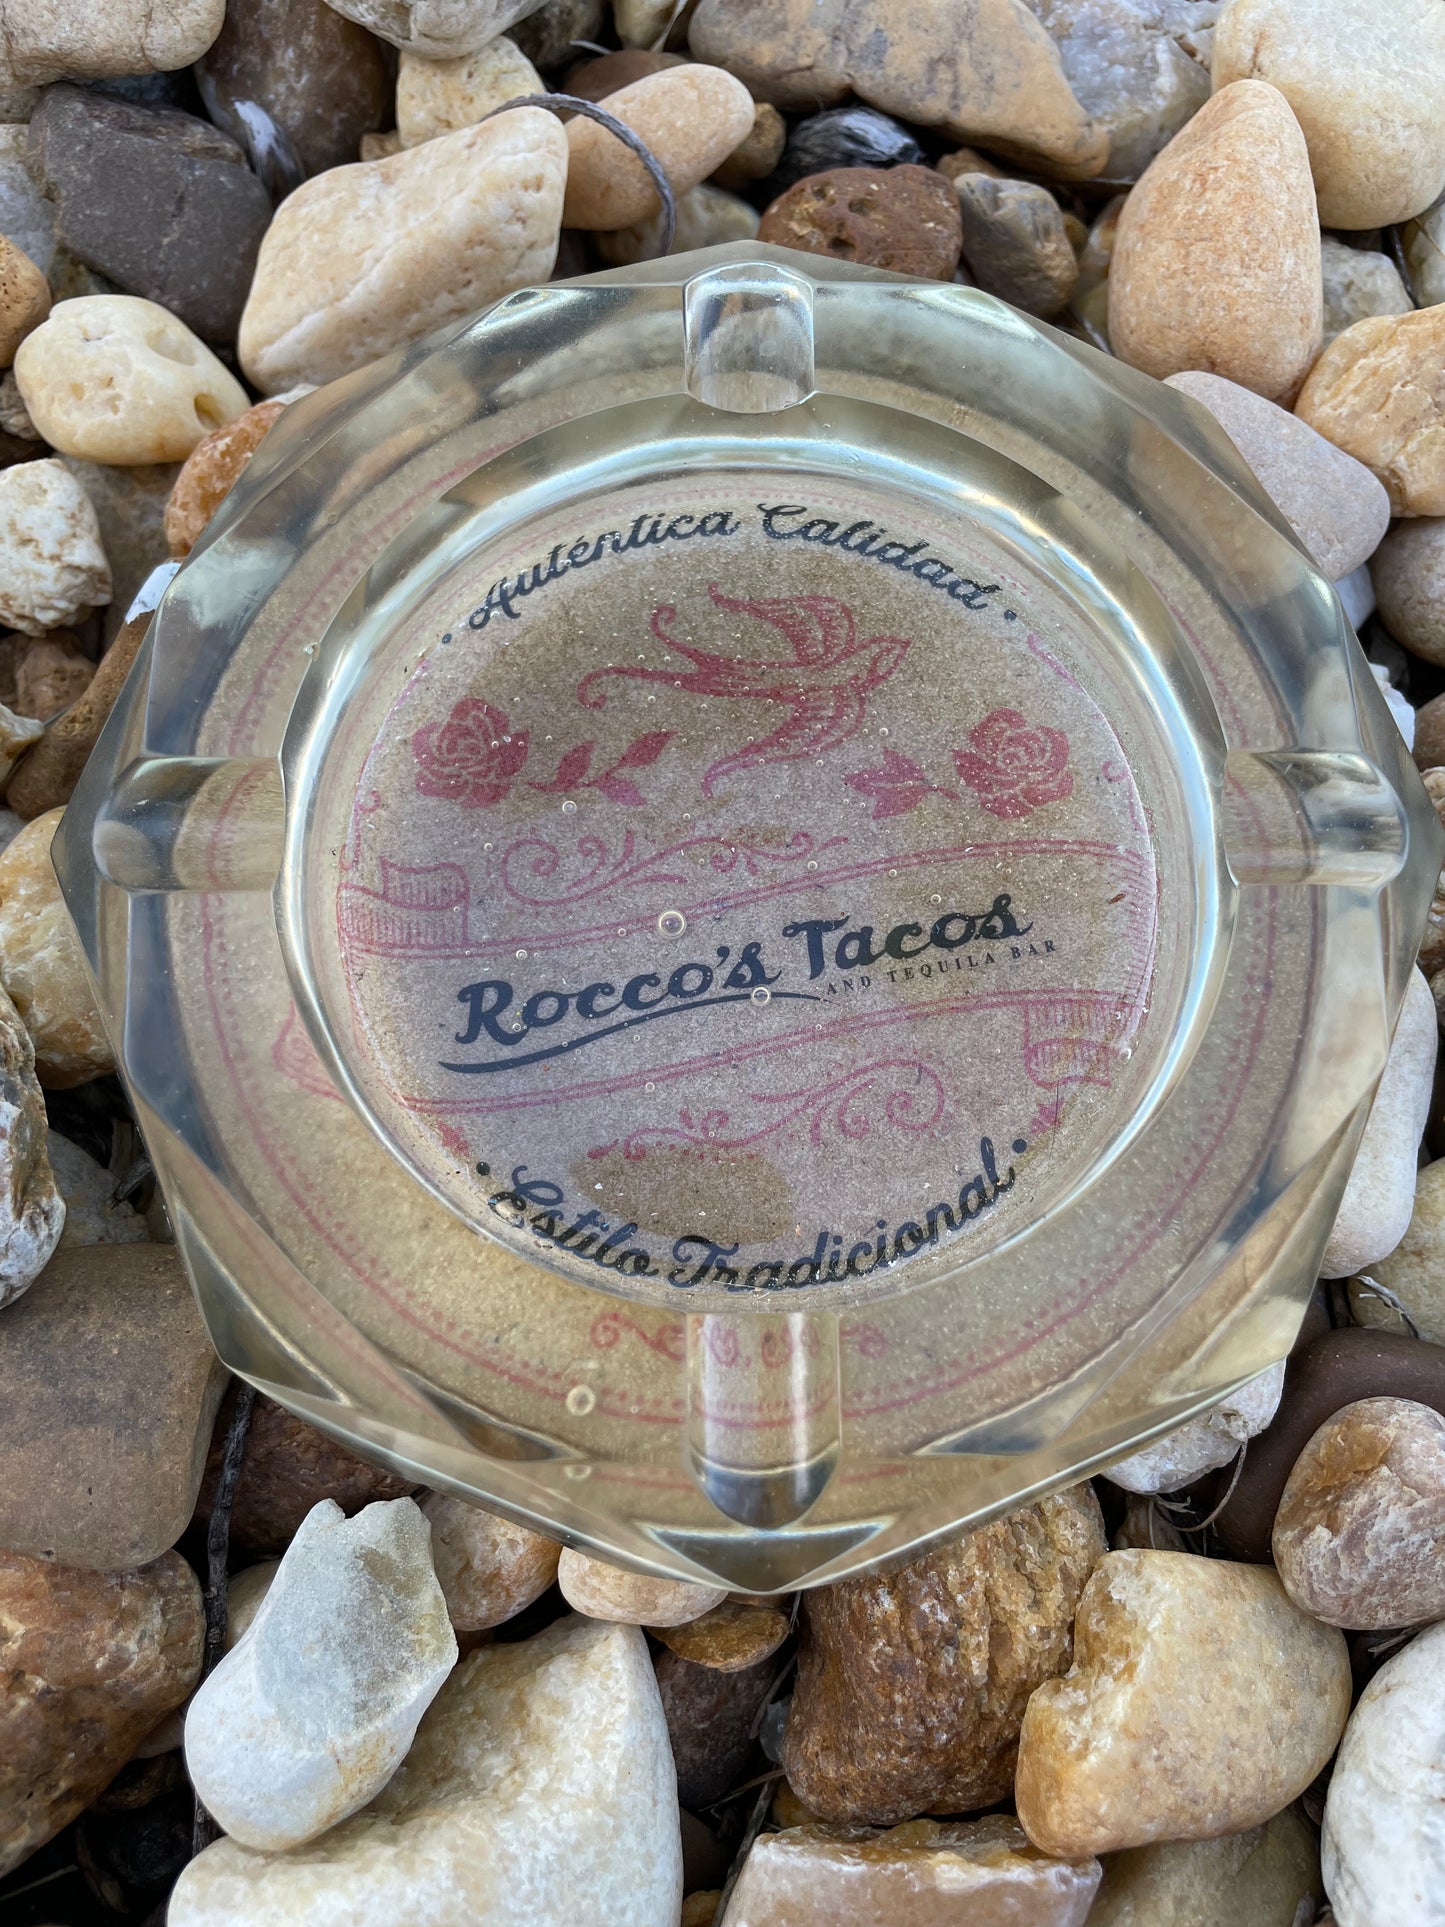 · Auténtica Calidad ·
Rocco's Tacos
AND TEQUILA BAR
· Estilo Tradicional ·